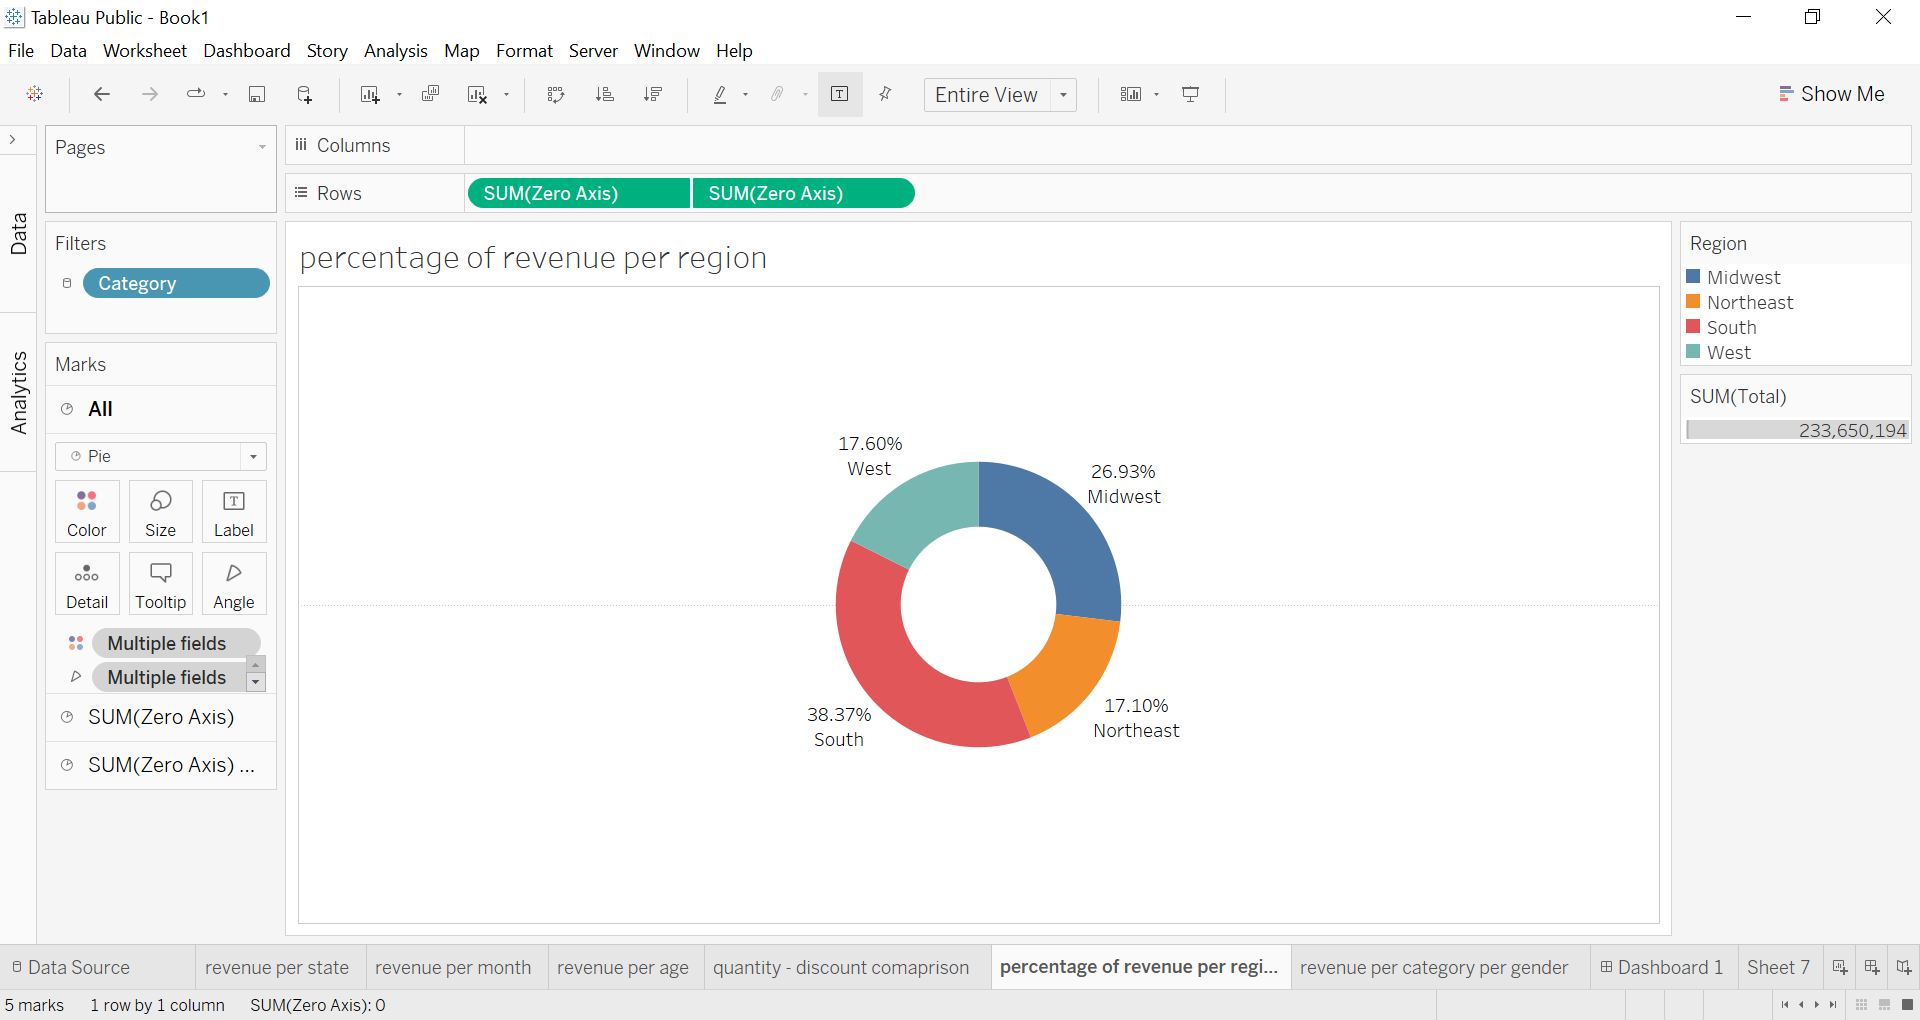 Tableau Public - Book1
File Data Worksheet Dashboard Story Analysis Map Format Server Window Help
Entire View
Show Me
Pages
Columns
Rows
SUM(Zero Axis)
SUM(Zero Axis)
Data
Analytics
Filters
Category
Marks
All
Pie
Color
Size
Label
Detail
Tooltip
Angle
Multiple fields
Multiple fields
SUM(Zero Axis)
SUM(Zero Axis) ...
percentage of revenue per region
17.60%
West
26.93%
Midwest
38.37%
South
17.10%
Northeast
Region
Midwest
Northeast
South
West
SUM(Total)
233,650,194
Data Source
revenue per state
revenue per month
revenue per age
quantity - discount comaprison
percentage of revenue per regi...
revenue per category per gender
Dashboard 1
Sheet 7
5 marks 1 row by 1 column SUM(Zero Axis): 0